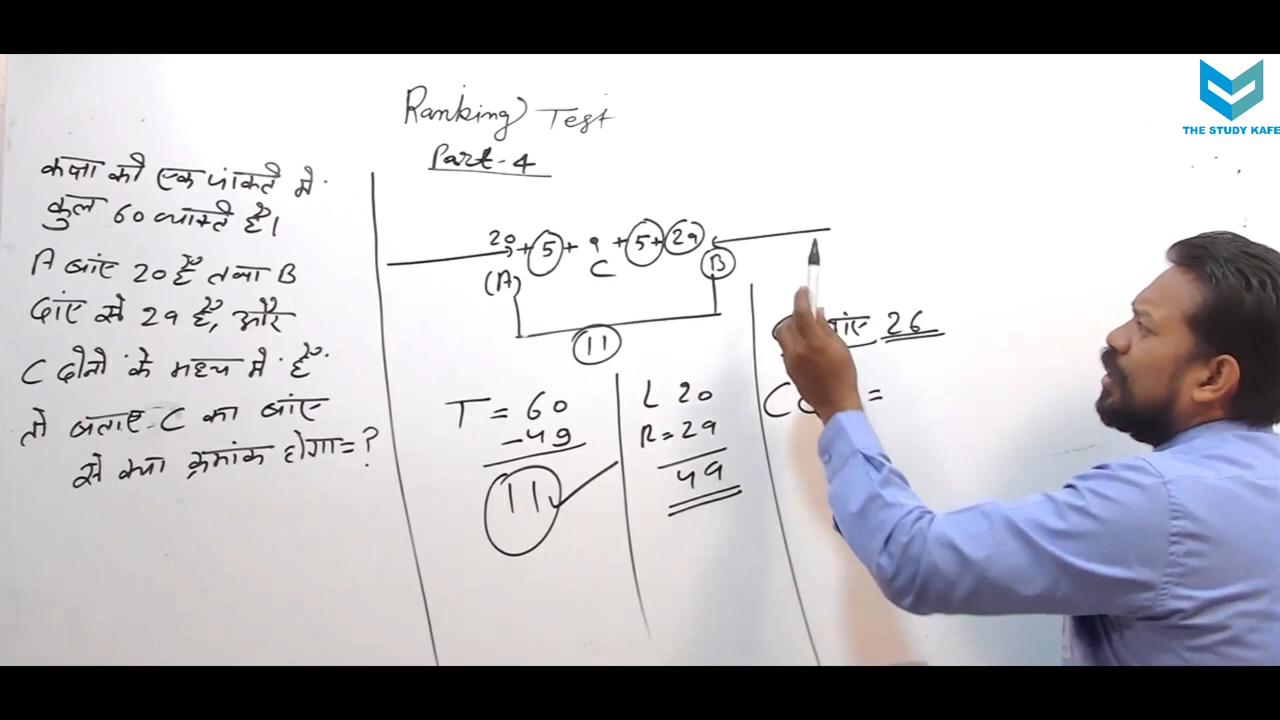 Ranking Test
Part-4
कक्षा की एक पंक्ति में
कुल 60 व्यक्ति है।
A बांए 20 हैं तथा B
दांए से 29 हैं, और
C दोनों के मध्य में हैं
तो बताए C का बांए
से क्या क्रमांक होगा=?
20 + 5 + 1 + 5 + 29
(A) C B
11
T = 60
-49
11
L 20
R = 29
49
बांए 26
C =
THE STUDY KAFE